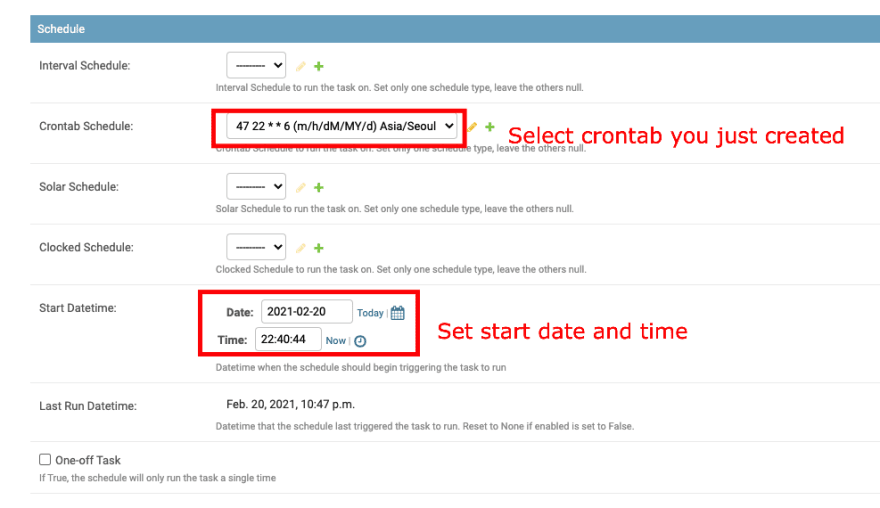 Schedule
Interval Schedule:
---------
Interval Schedule to run the task on. Set only one schedule type, leave the others null.
Crontab Schedule:
47 22 * * 6 (m/h/dM/MY/d) Asia/Seoul
Select crontab you just created
Crontab Schedule to run the task on. Set only one schedule type, leave the others null.
Solar Schedule:
---------
Solar Schedule to run the task on. Set only one schedule type, leave the others null.
Clocked Schedule:
---------
Clocked Schedule to run the task on. Set only one schedule type, leave the others null.
Start Datetime:
Date: 2021-02-20 Today |
Time: 22:40:44 Now |
Set start date and time
Datetime when the schedule should begin triggering the task to run
Last Run Datetime:
Feb. 20, 2021, 10:47 p.m.
Datetime that the schedule last triggered the task to run. Reset to None if enabled is set to False.
One-off Task
If True, the schedule will only run the task a single time